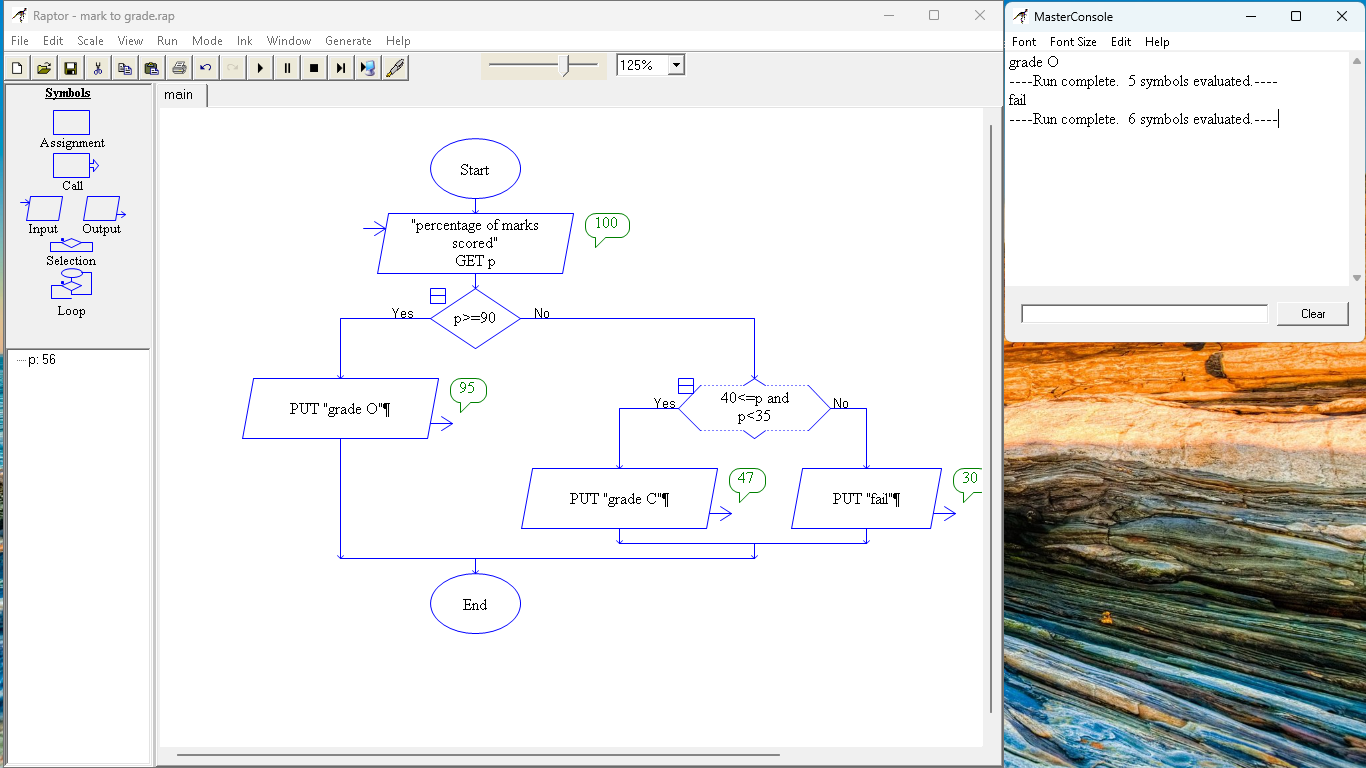 Raptor - mark to grade.rap
File Edit Scale View Run Mode Ink Window Generate Help
125%
Symbols
Assignment
Call
Input Output
Selection
Loop
p: 56
main
Start
"percentage of marks
scored"
GET p
100
Yes
p>=90
No
PUT "grade O"¶
95
Yes
40<=p and
p<35
No
PUT "grade C"¶
47
PUT "fail"¶
30
End
MasterConsole
Font Font Size Edit Help
grade O
----Run complete.  5 symbols evaluated.----
fail
----Run complete.  6 symbols evaluated.----
Clear